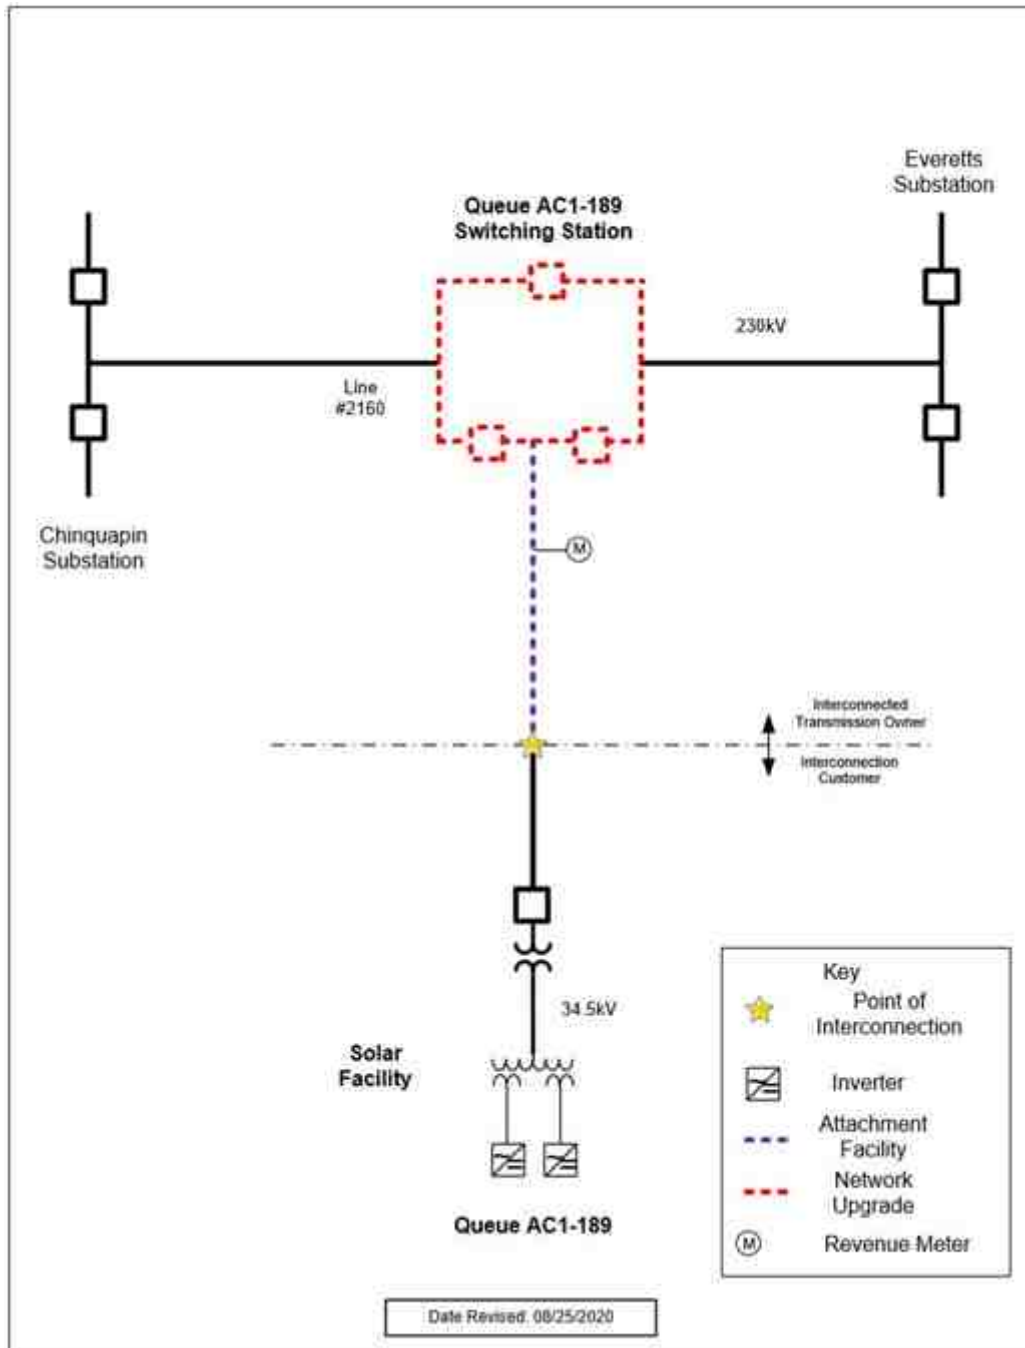 Everetts
Substation
Queue AC1-189
Switching Station
230kV
Line
#2160
Chinquapin
Substation
M
Interconnected
Transmission Owner
Interconnection
Customer
34.5kV
Solar
Facility
Queue AC1-189
Key
Point of
Interconnection
Inverter
Attachment
Facility
Network
Upgrade
M
Revenue Meter
Date Revised: 08/25/2020